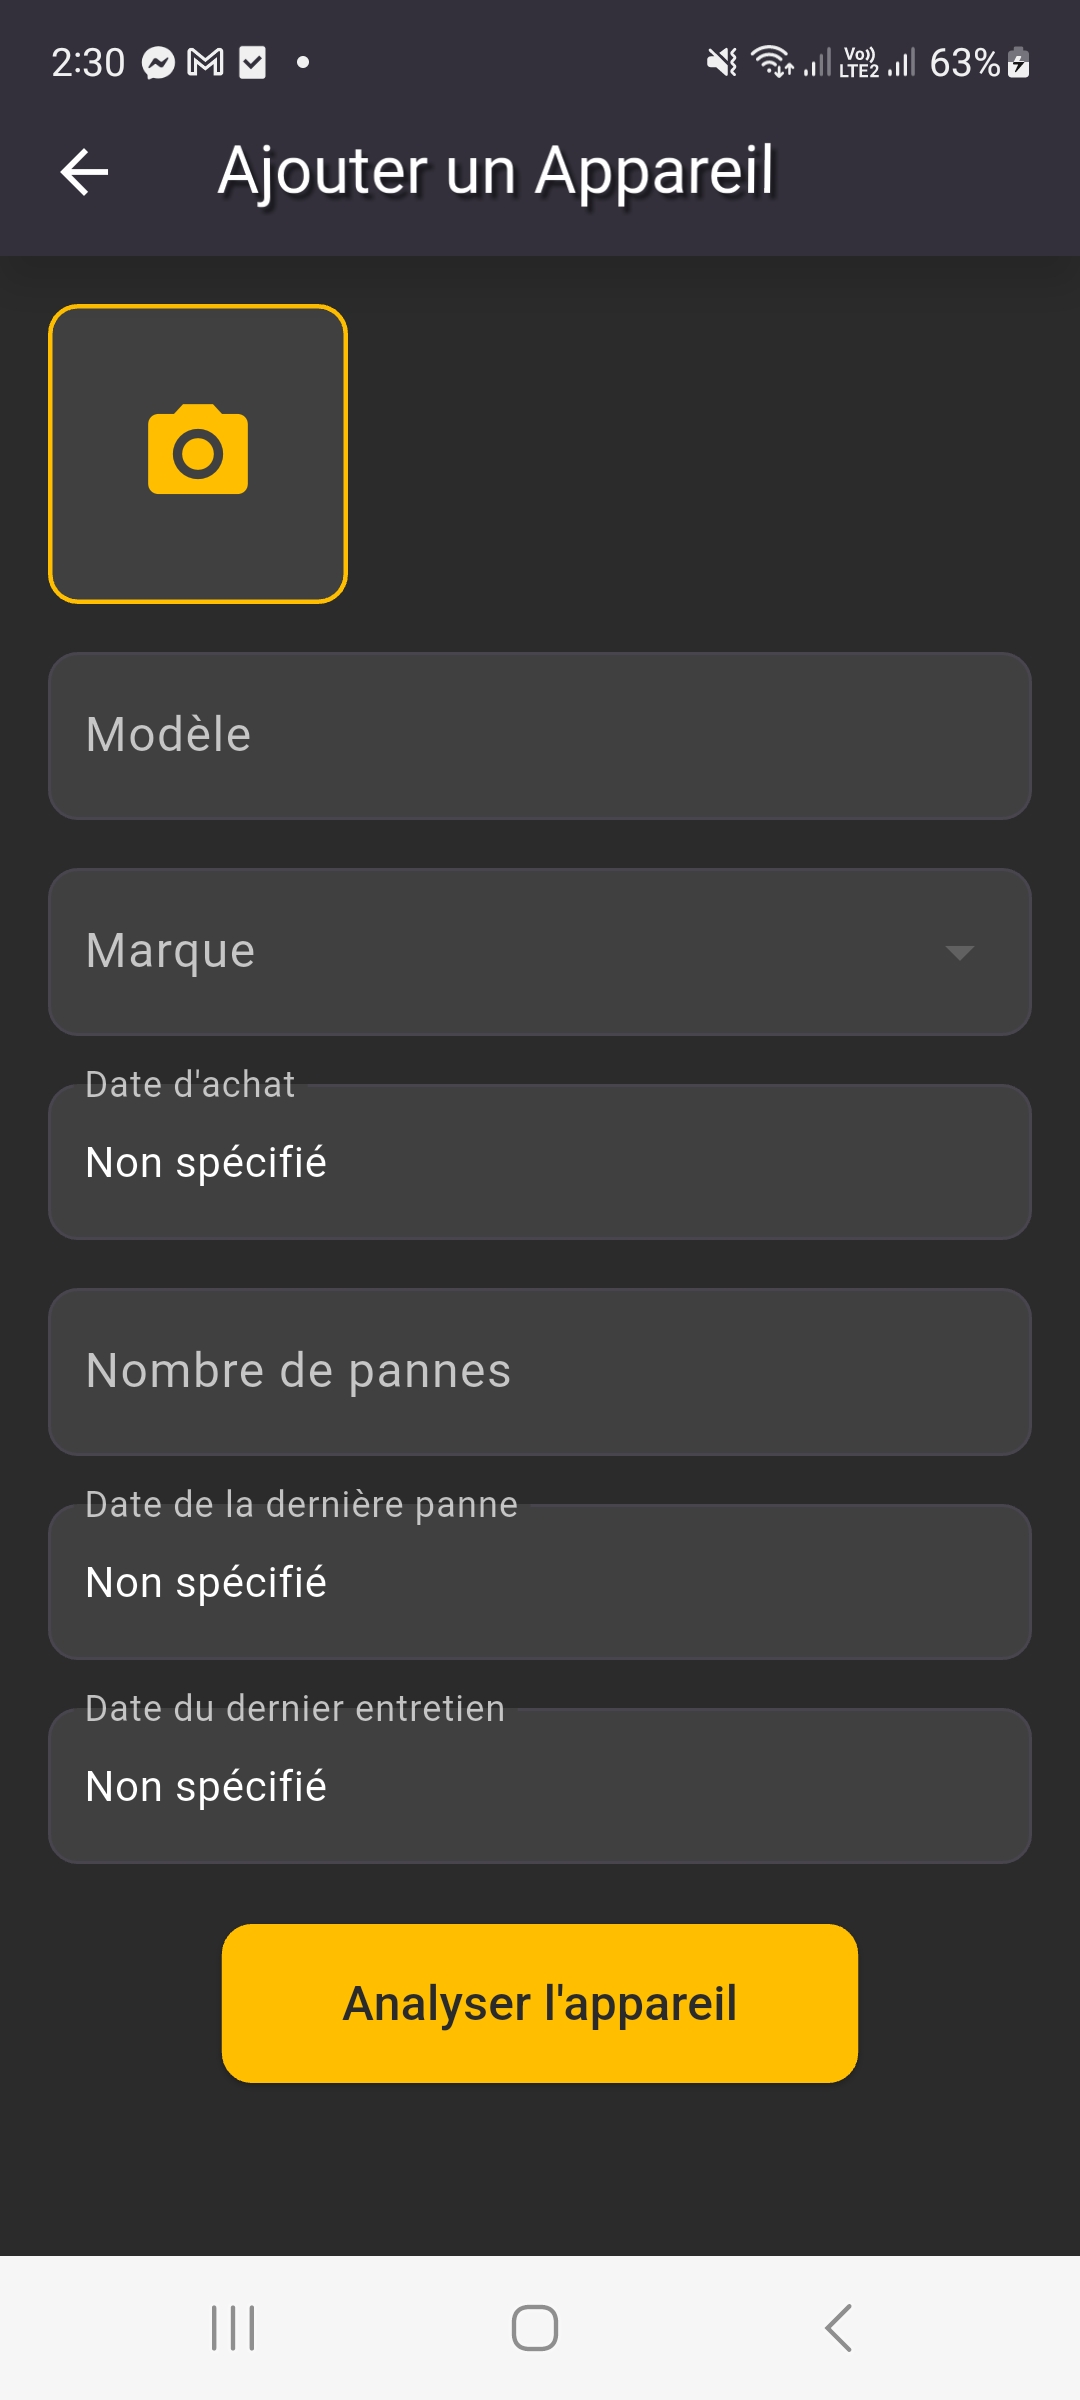 2:30 Vo)) LTE2 63%
Ajouter un Appareil
Modèle
Marque
Date d'achat
Non spécifié
Nombre de pannes
Date de la dernière panne
Non spécifié
Date du dernier entretien
Non spécifié
Analyser l'appareil